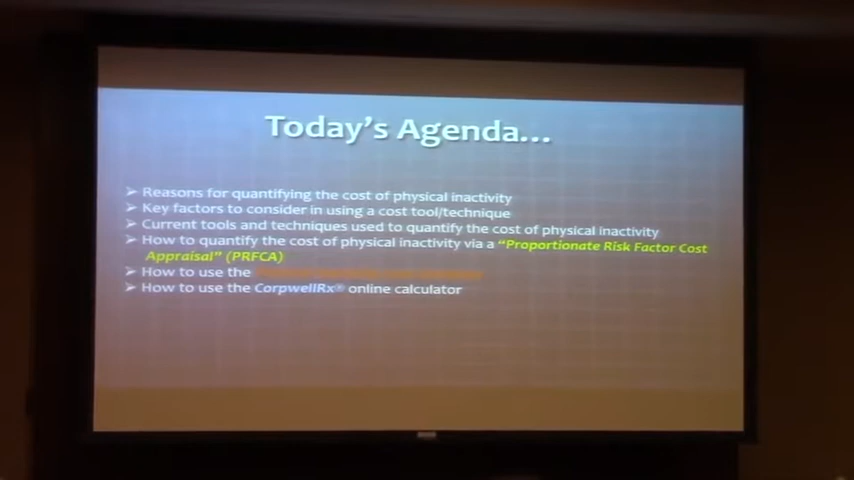 Today's Agenda...
➢ Reasons for quantifying the cost of physical inactivity
➢ Key factors to consider in using a cost tool/technique
➢ Current tools and techniques used to quantify the cost of physical inactivity
➢ How to quantify the cost of physical inactivity via a "Proportionate Risk Factor Cost
Appraisal" (PRFCA)
➢ How to use the
➢ How to use the CorpwellRx® online calculator